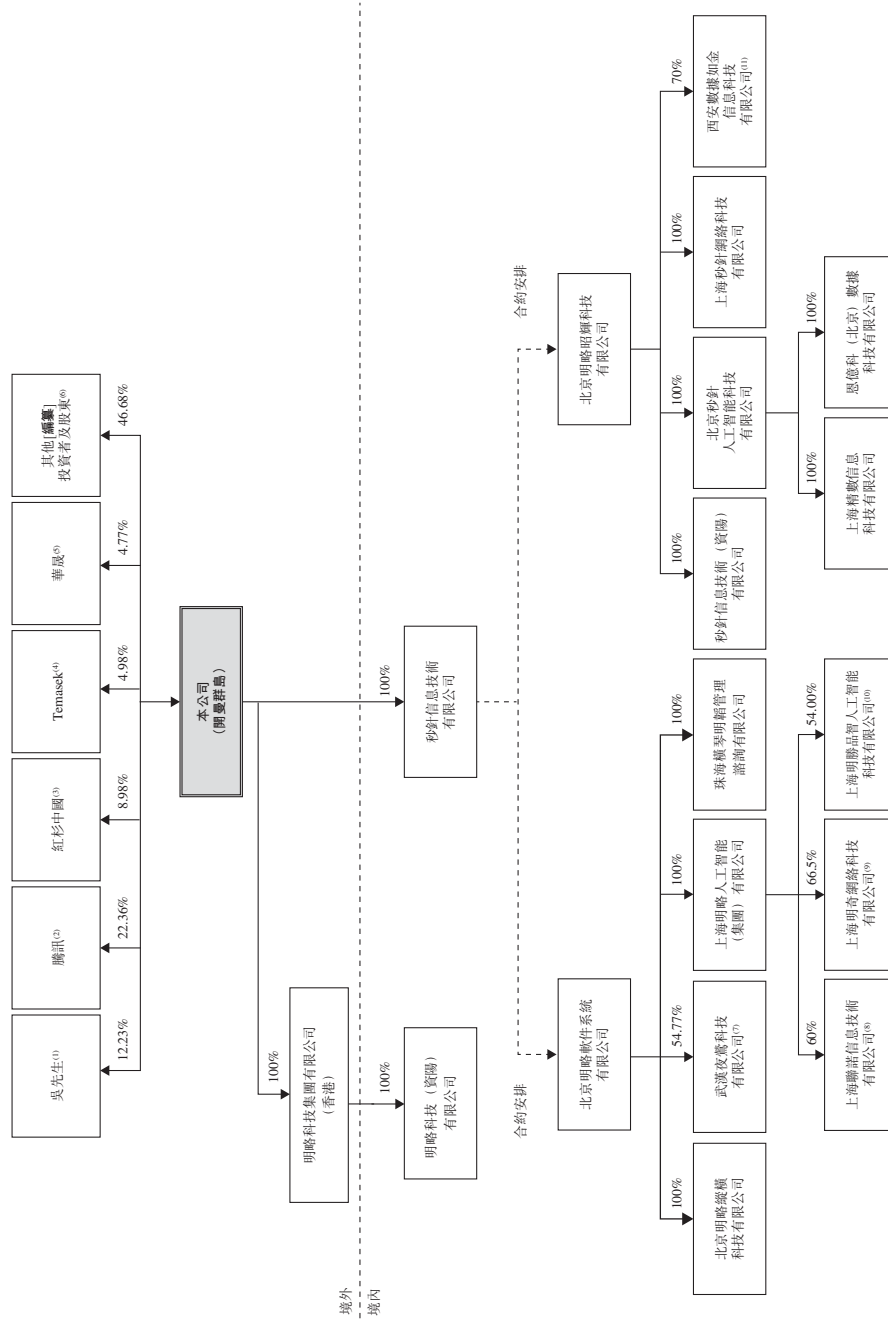 吳先生(1)
騰訊(2)
紅杉中國(3)
Temasek(4)
華晟(5)
其他[編纂]
投資者及股東(6)
12.23%
22.36%
8.98%
4.98%
4.77%
46.68%
本公司
(開曼群島)
100%
明略科技集團有限公司
(香港)
境外
境內
100%
100%
明略科技(資陽)
有限公司
秒針信息技術
有限公司
合約安排
合約安排
北京明略軟件系統
有限公司
北京明略昭輝科技
有限公司
100%
54.77%
100%
100%
100%
100%
100%
70%
北京明略縱橫
科技有限公司
武漢夜鶯科技
有限公司(7)
上海明略人工智能
(集團)有限公司
珠海橫琴明韜管理
諮詢有限公司
秒針信息技術(資陽)
有限公司
北京秒針
人工智能科技
有限公司
上海秒針網絡科技
有限公司
西安數據如金
信息科技
有限公司(11)
60%
66.5%
54.00%
100%
100%
上海聯諾信息技術
有限公司(8)
上海明奇網絡科技
有限公司(9)
上海明勝品智人工智能
科技有限公司(10)
上海精數信息
科技有限公司
恩億科(北京)數據
科技有限公司